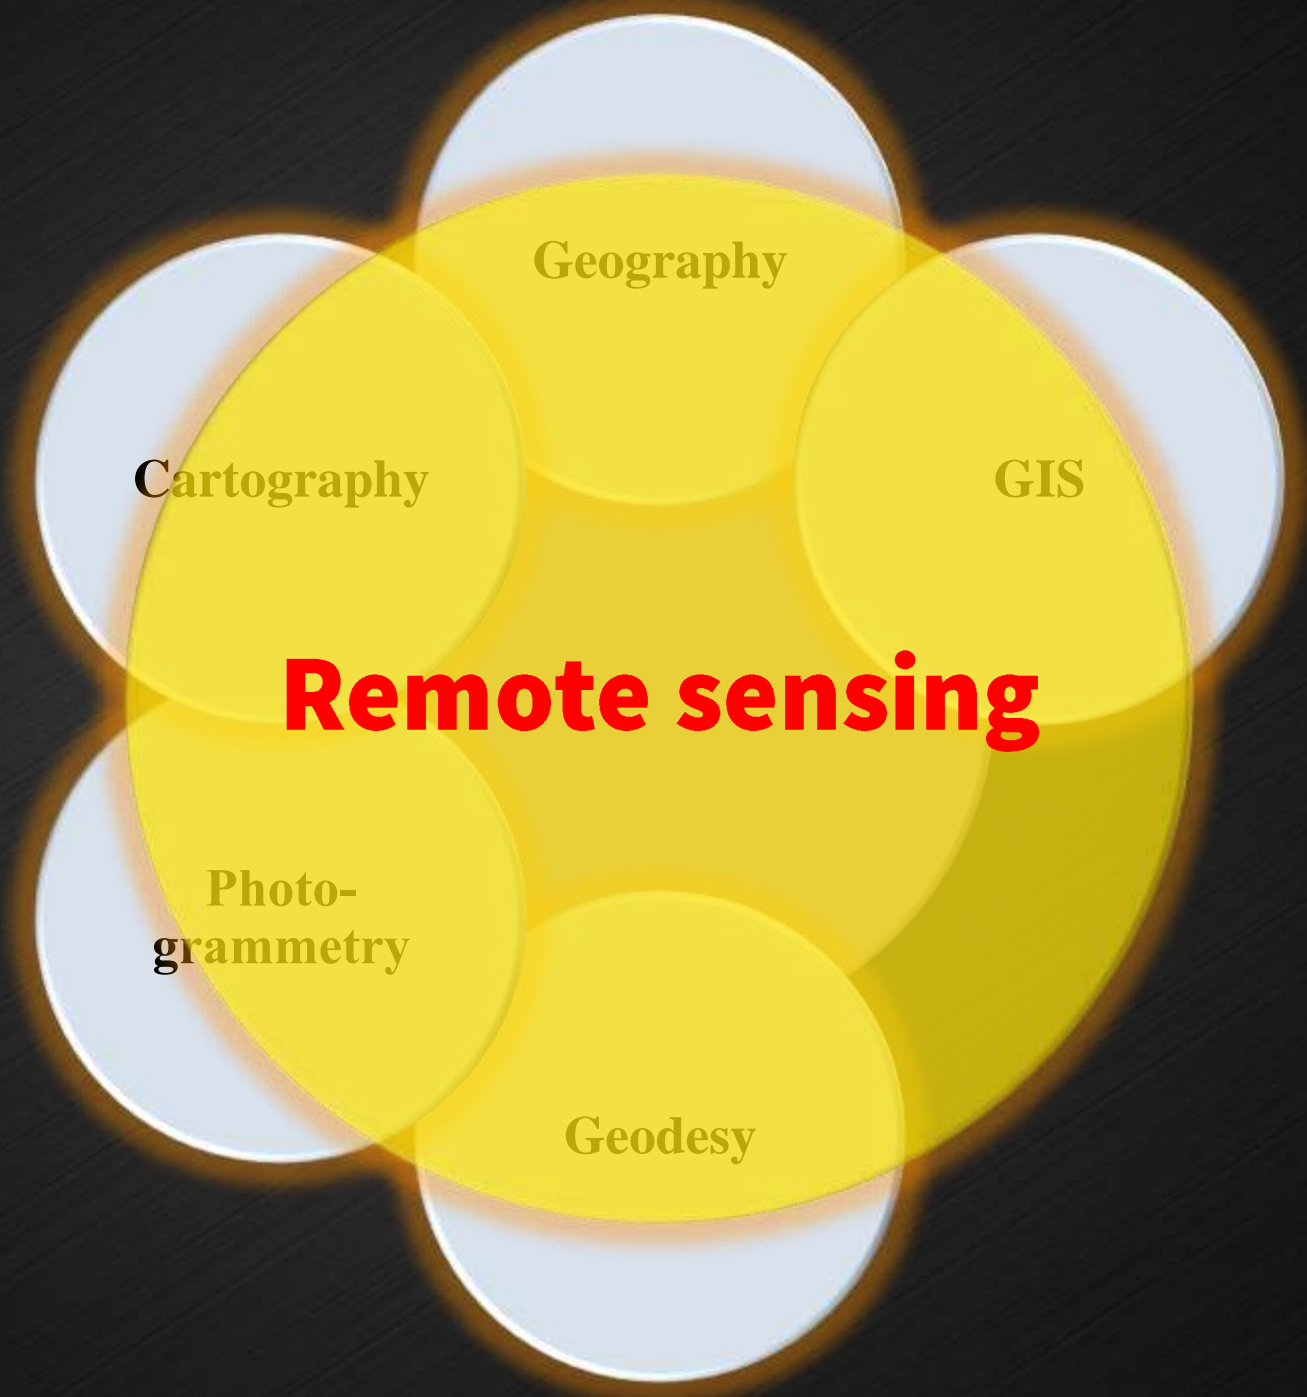 Geography
Cartography
GIS
Remote sensing
Photo-
grammetry
Geodesy